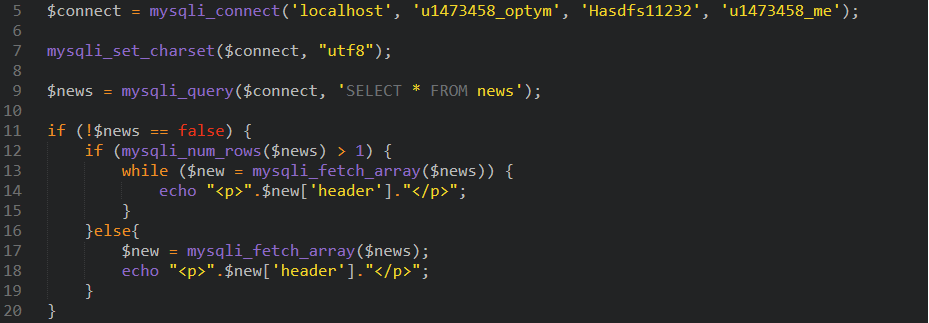 5 $connect = mysqli_connect('localhost', 'u1473458_optym', 'Hasdfs11232', 'u1473458_me');
6
7 mysqli_set_charset($connect, "utf8");
8
9 $news = mysqli_query($connect, 'SELECT * FROM news');
10
11 if (!$news == false) {
12     if (mysqli_num_rows($news) > 1) {
13         while ($new = mysqli_fetch_array($news)) {
14             echo "<p>".$new['header']."</p>";
15         }
16     }else{
17         $new = mysqli_fetch_array($news);
18         echo "<p>".$new['header']."</p>";
19     }
20 }